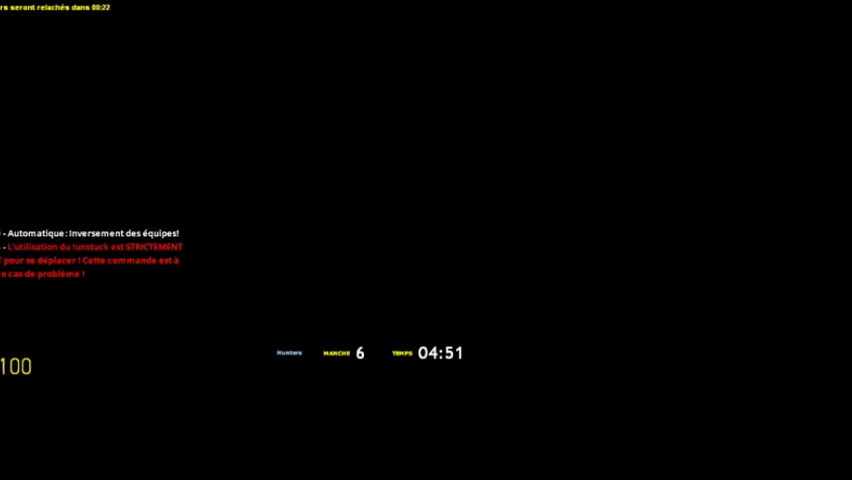 rs seront relachés dans 00:22
- Automatique: Inversement des équipes!
- L'utilisation du !unstuck est STRICTEMENT
pour se déplacer ! Cette commande est à
n cas de problème !
Hunters MANCHE 6 TEMPS 04:51
100